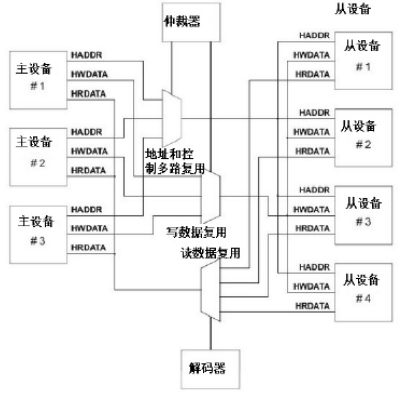 仲裁器
从设备
主设备
#1
HADDR
HWDATA
HRDATA
主设备
#2
HADDR
HWDATA
HRDATA
主设备
#3
HADDR
HWDATA
HRDATA
地址和控
制多路复用
写数据复用
读数据复用
HADDR
HWDATA
HRDATA
从设备
#1
HADDR
HWDATA
HRDATA
从设备
#2
HADDR
HWDATA
HRDATA
从设备
#3
HADDR
HWDATA
HRDATA
从设备
#4
解码器